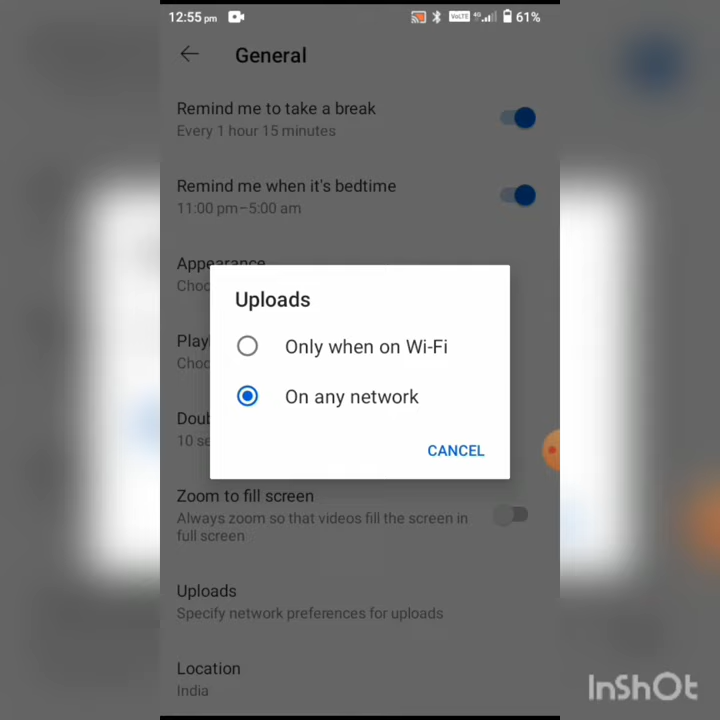 12:55 pm
VoLTE 4G 61%
General
Remind me to take a break
Every 1 hour 15 minutes
Remind me when it's bedtime
11:00 pm–5:00 am
Appearance
Choo
Play
Choo
Doub
10 se
Uploads
Only when on Wi-Fi
On any network
CANCEL
Zoom to fill screen
Always zoom so that videos fill the screen in
full screen
Uploads
Specify network preferences for uploads
Location
India
InShOt